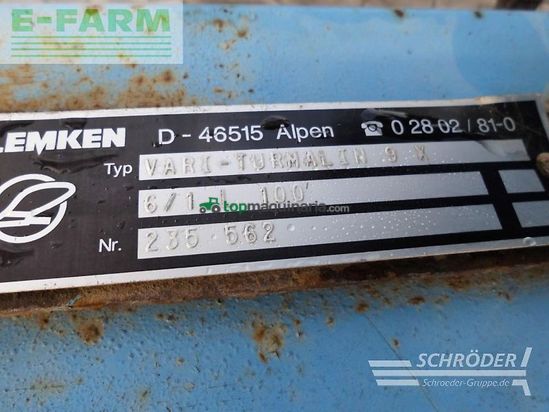 E-FARM
LEMKEN D-46515 Alpen ☎ 0 28 02 / 81-0
Typ VARI-TURMALIN 9 X
6/1 L 100'
topmaquinaria.com
Nr. 235 562
SCHRÖDER
Schroeder-Gruppe.de